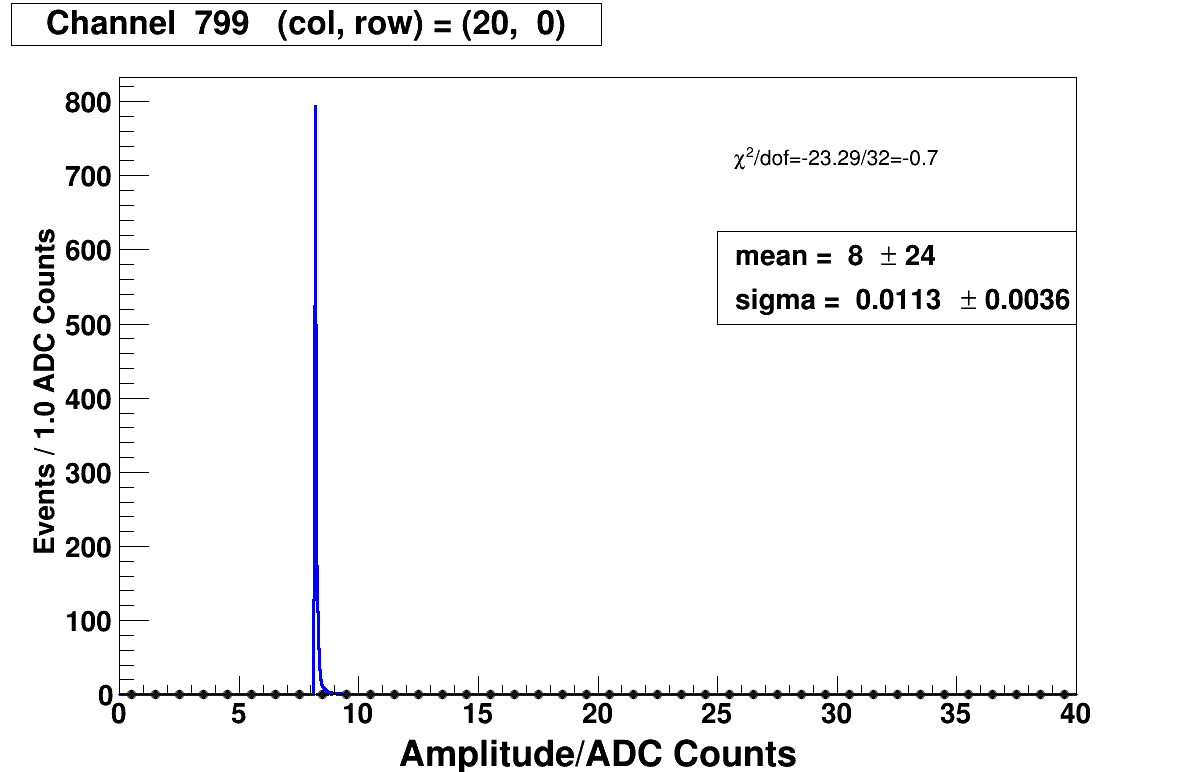 Channel 799 (col, row) = (20, 0)
χ²/dof=-23.29/32=-0.7
mean = 8 ± 24
sigma = 0.0113 ± 0.0036
Events / 1.0 ADC Counts
800
700
600
500
400
300
200
100
0
0 5 10 15 20 25 30 35 40
Amplitude/ADC Counts